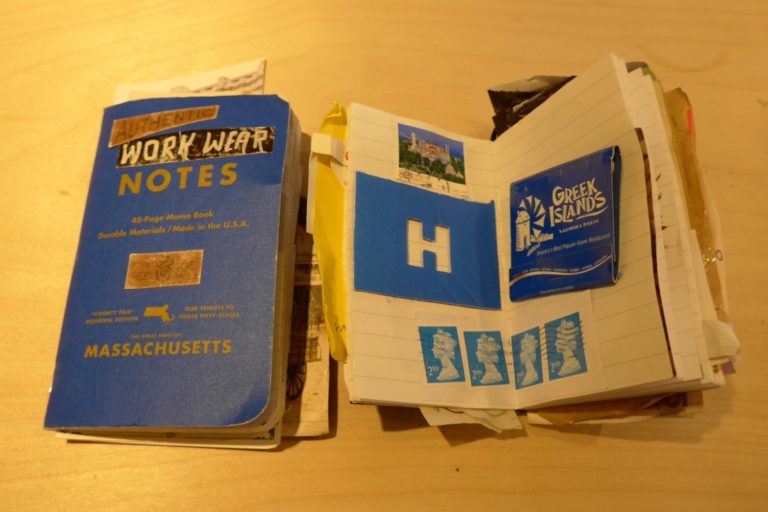 AUTHENTIC
WORK WEAR
NOTES
48-Page Memo Book
Durable Materials / Made in the U.S.A.
"COUNTY FAIR"
REGIONAL EDITION
OUR TRIBUTE TO
THOSE FIFTY STATES
THE GREAT STATE OF:
MASSACHUSETTS
H
GREEK
ISLANDS
America's Most Popular Greek Restaurant
2ND
2ND
2ND
2ND